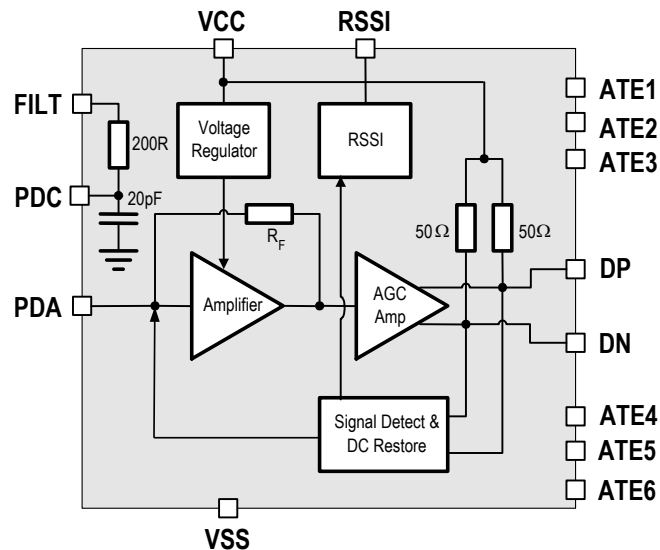 VCC
RSSI
FILT
200R
Voltage
Regulator
RSSI
ATE1
ATE2
ATE3
PDC
20pF
R_F
50Ω
50Ω
PDA
Amplifier
AGC
Amp
DP
DN
Signal Detect &
DC Restore
ATE4
ATE5
ATE6
VSS